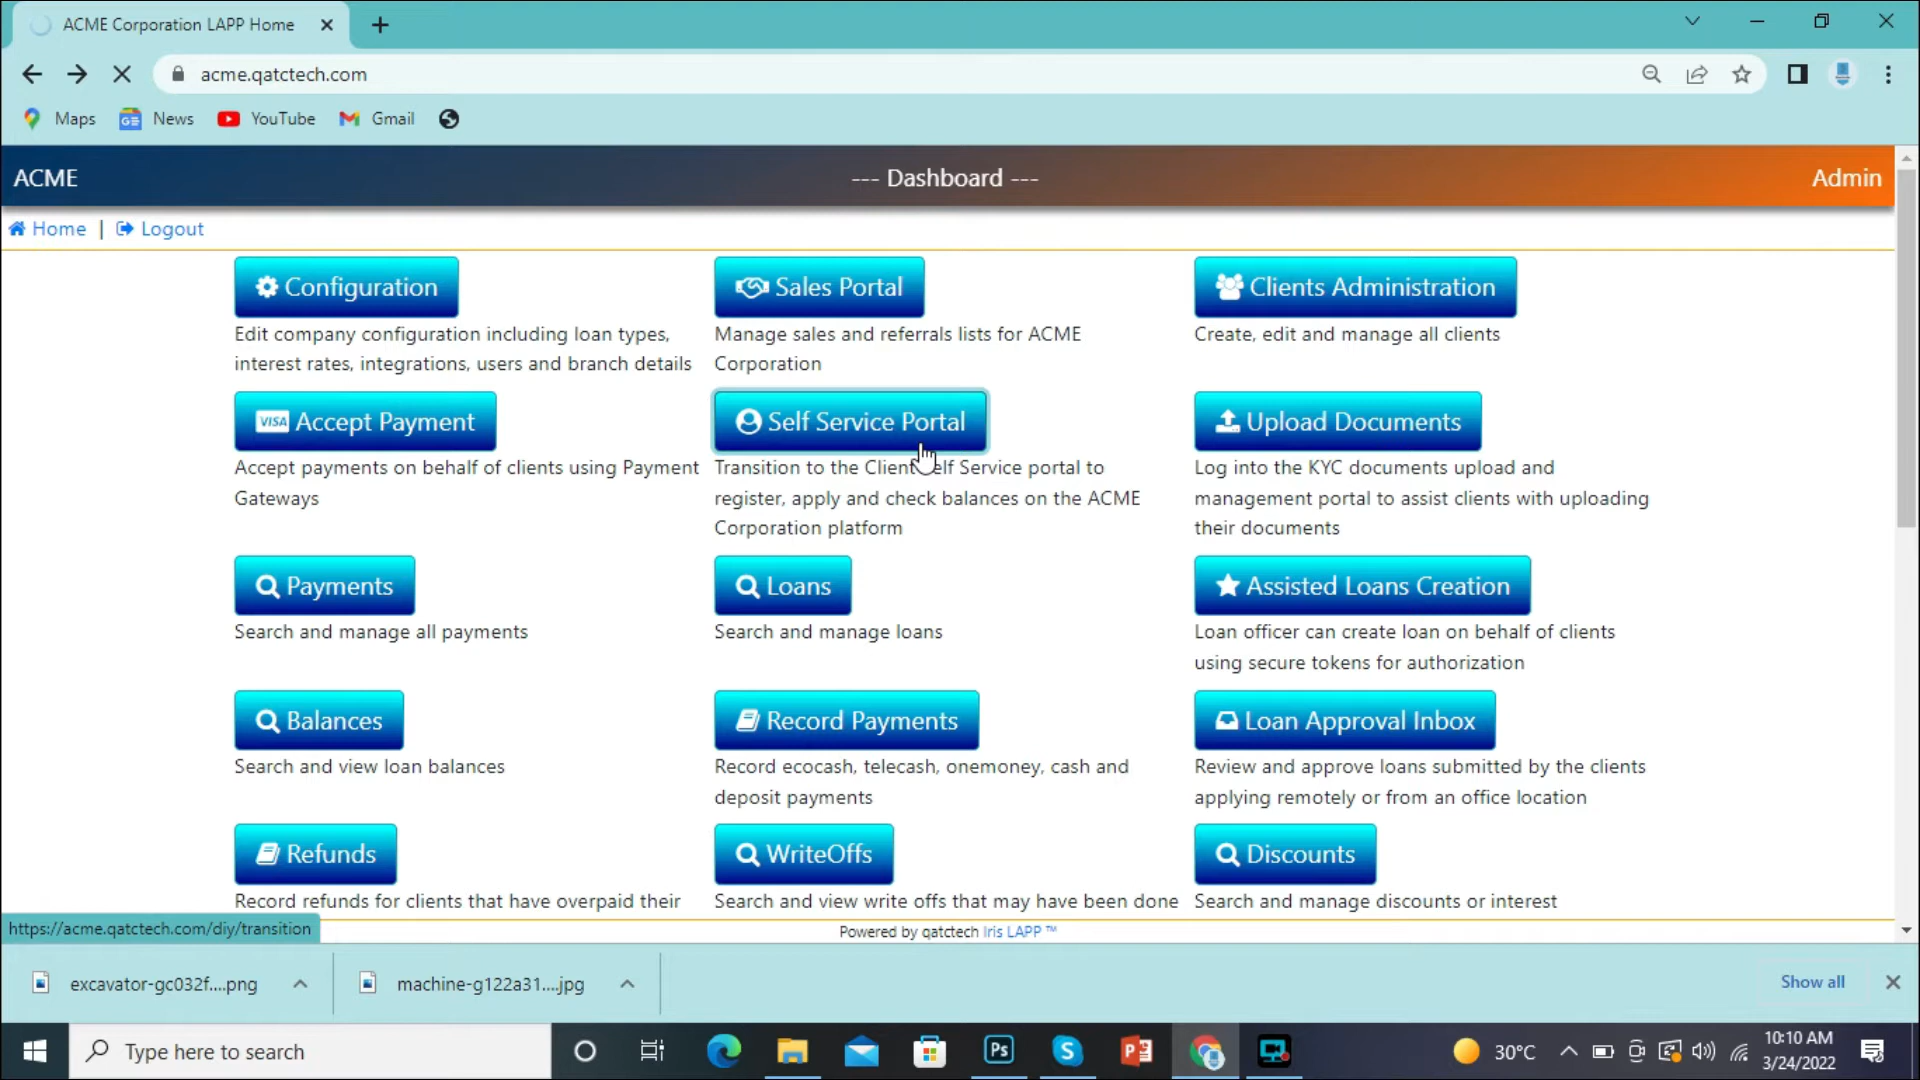 ACME Corporation LAPP Home
acme.qatctech.com
Maps News YouTube Gmail
ACME --- Dashboard --- Admin
Home | Logout
Configuration
Edit company configuration including loan types,
interest rates, integrations, users and branch details
Sales Portal
Manage sales and referrals lists for ACME
Corporation
Clients Administration
Create, edit and manage all clients
VISA Accept Payment
Accept payments on behalf of clients using Payment
Gateways
Self Service Portal
Transition to the Client Self Service portal to
register, apply and check balances on the ACME
Corporation platform
Upload Documents
Log into the KYC documents upload and
management portal to assist clients with uploading
their documents
Payments
Search and manage all payments
Loans
Search and manage loans
Assisted Loans Creation
Loan officer can create loan on behalf of clients
using secure tokens for authorization
Balances
Search and view loan balances
Record Payments
Record ecocash, telecash, onemoney, cash and
deposit payments
Loan Approval Inbox
Review and approve loans submitted by the clients
applying remotely or from an office location
Refunds
Record refunds for clients that have overpaid their
WriteOffs
Search and view write offs that may have been done
Discounts
Search and manage discounts or interest
https://acme.qatctech.com/diy/transition
Powered by qatctech Iris LAPP ™
excavator-gc032f....png
machine-g122a31....jpg
Show all
Type here to search
Ps
30°C
10:10 AM
3/24/2022